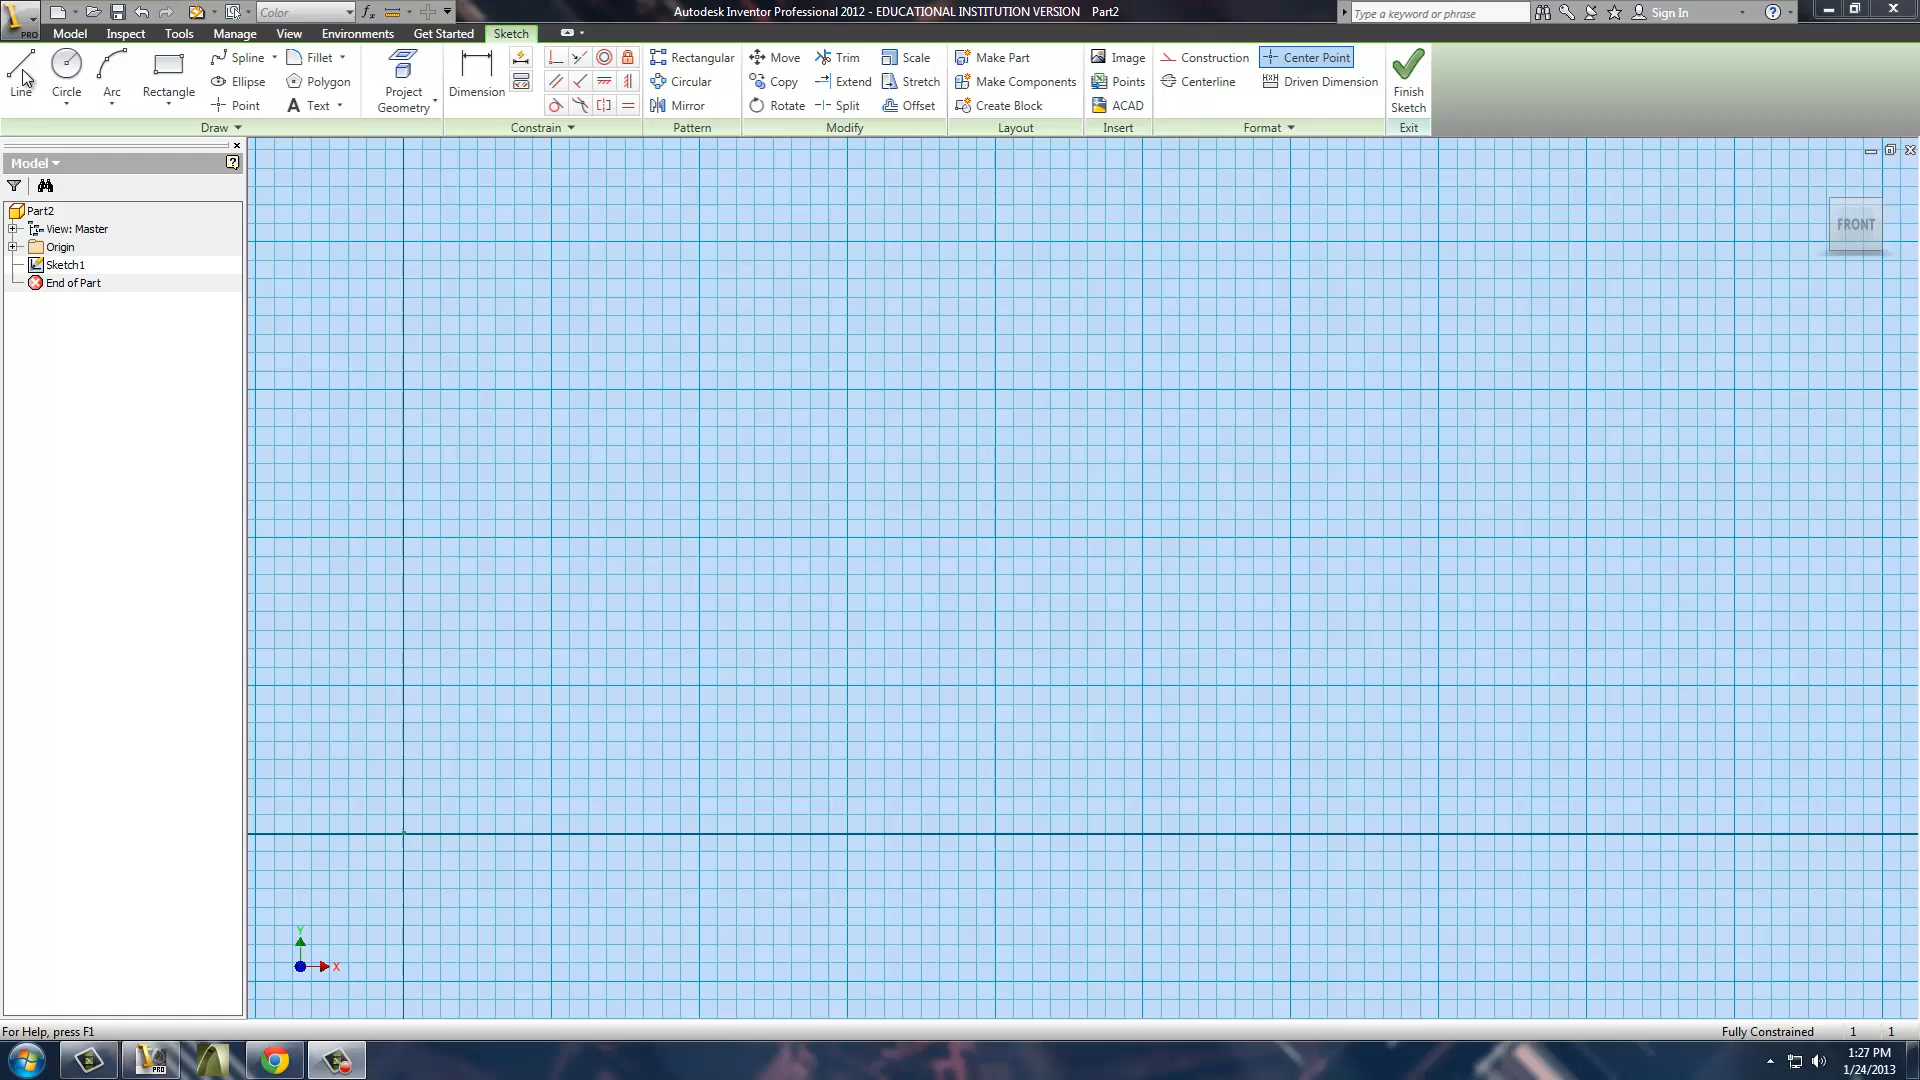 Color
Autodesk Inventor Professional 2012 - EDUCATIONAL INSTITUTION VERSION Part2
Type a keyword or phrase
Sign In
PRO
Model Inspect Tools Manage View Environments Get Started Sketch
Line
Circle
Arc
Rectangle
Spline
Ellipse
Point
Fillet
Polygon
Text
Project
Geometry
Dimension
Rectangular
Circular
Mirror
Move
Copy
Rotate
Trim
Extend
Split
Scale
Stretch
Offset
Make Part
Make Components
Create Block
Image
Points
ACAD
Construction
Centerline
Center Point
Driven Dimension
Finish
Sketch
Draw Constrain Pattern Modify Layout Insert Format Exit
Model
Part2
View: Master
Origin
Sketch1
End of Part
FRONT
Y
X
For Help, press F1
Fully Constrained 1 1
PRO
1:27 PM
1/24/2013